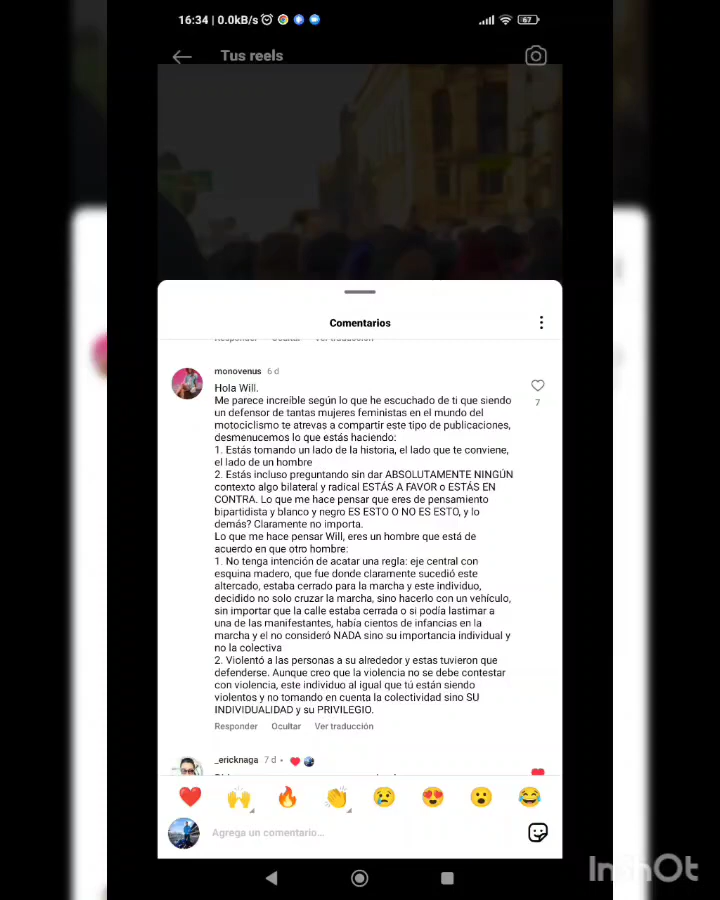 16:34 | 0.0kB/s
67
Tus reels
Comentarios
Responder Ocultar Ver traducción
monovenus 6 d
Hola Will.
Me parece increíble según lo que he escuchado de ti que siendo
un defensor de tantas mujeres feministas en el mundo del
motociclismo te atrevas a compartir este tipo de publicaciones,
desmenucemos lo que estás haciendo:
1. Estás tomando un lado de la historia, el lado que te conviene,
el lado de un hombre
2. Estás incluso preguntando sin dar ABSOLUTAMENTE NINGÚN
contexto algo bilateral y radical ESTÁS A FAVOR o ESTÁS EN
CONTRA. Lo que me hace pensar que eres de pensamiento
bipartidista y blanco y negro ES ESTO O NO ES ESTO, y lo
demás? Claramente no importa.
Lo que me hace pensar Will, eres un hombre que está de
acuerdo en que otro hombre:
1. No tenga intención de acatar una regla: eje central con
esquina madero, que fue donde claramente sucedió este
altercado, estaba cerrado para la marcha y este individuo,
decidido no solo cruzar la marcha, sino hacerlo con un vehículo,
sin importar que la calle estaba cerrada o si podía lastimar a
una de las manifestantes, había cientos de infancias en la
marcha y el no consideró NADA sino su importancia individual y
no la colectiva
2. Violentó a las personas a su alrededor y estas tuvieron que
defenderse. Aunque creo que la violencia no se debe contestar
con violencia, este individuo al igual que tú están siendo
violentos y no tomando en cuenta la colectividad sino SU
INDIVIDUALIDAD y su PRIVILEGIO.
7
Responder Ocultar Ver traducción
_ericknaga 7 d
Agrega un comentario...
InShOt